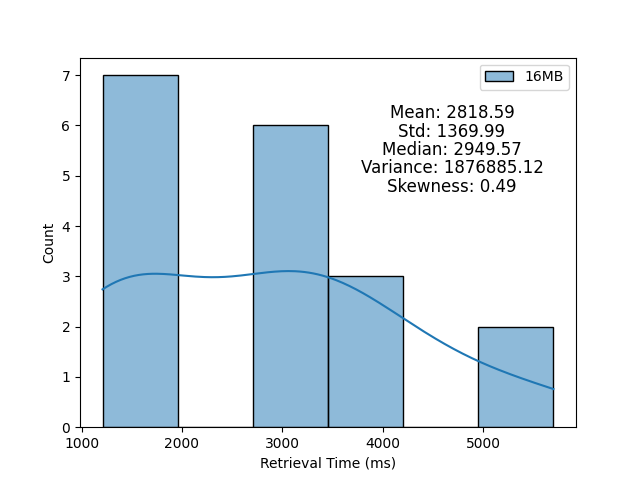 16MB
Mean: 2818.59
Std: 1369.99
Median: 2949.57
Variance: 1876885.12
Skewness: 0.49
7
6
5
4
3
2
1
0
Count
1000 2000 3000 4000 5000
Retrieval Time (ms)